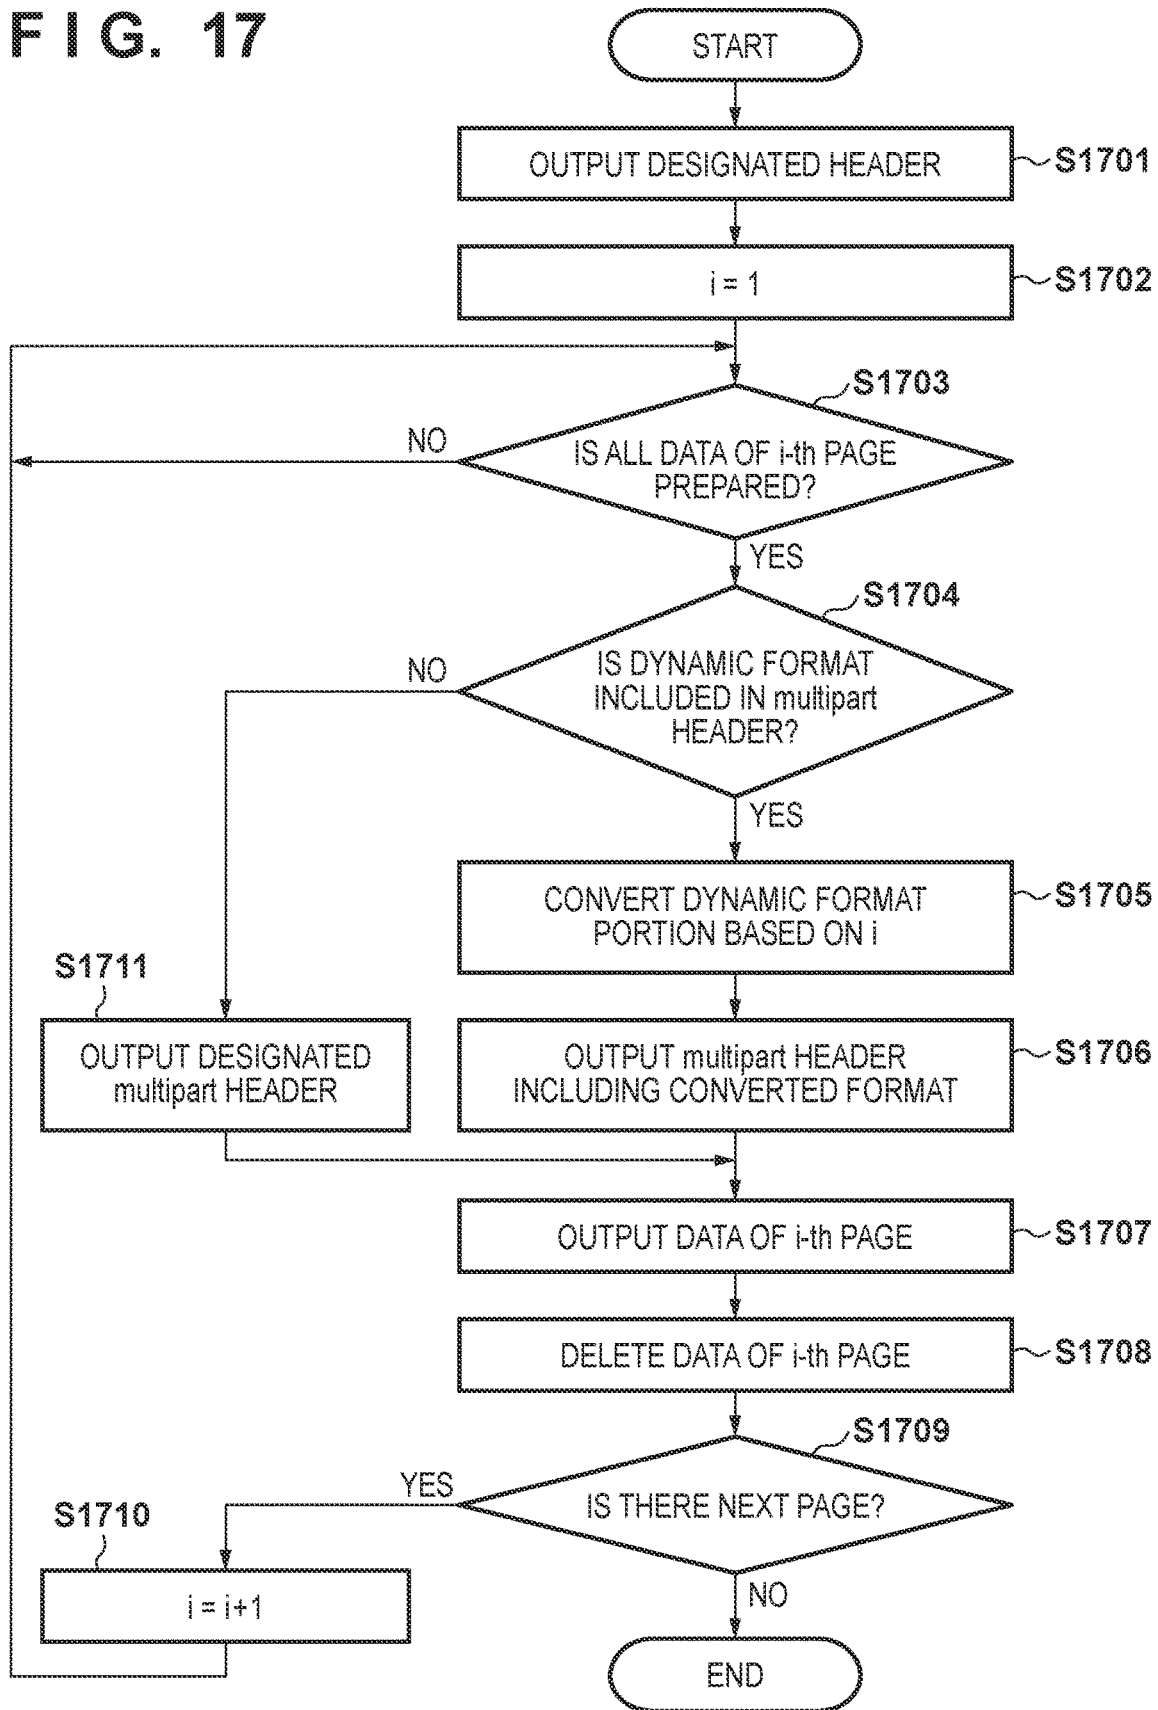 FIG. 17
START
OUTPUT DESIGNATED HEADER
S1701
i = 1
S1702
S1703
IS ALL DATA OF i-th PAGE
PREPARED?
NO
YES
S1704
IS DYNAMIC FORMAT
INCLUDED IN multipart
HEADER?
NO
YES
CONVERT DYNAMIC FORMAT
PORTION BASED ON i
S1705
S1711
OUTPUT DESIGNATED
multipart HEADER
OUTPUT multipart HEADER
INCLUDING CONVERTED FORMAT
S1706
OUTPUT DATA OF i-th PAGE
S1707
DELETE DATA OF i-th PAGE
S1708
S1709
IS THERE NEXT PAGE?
YES
S1710
i = i+1
NO
END